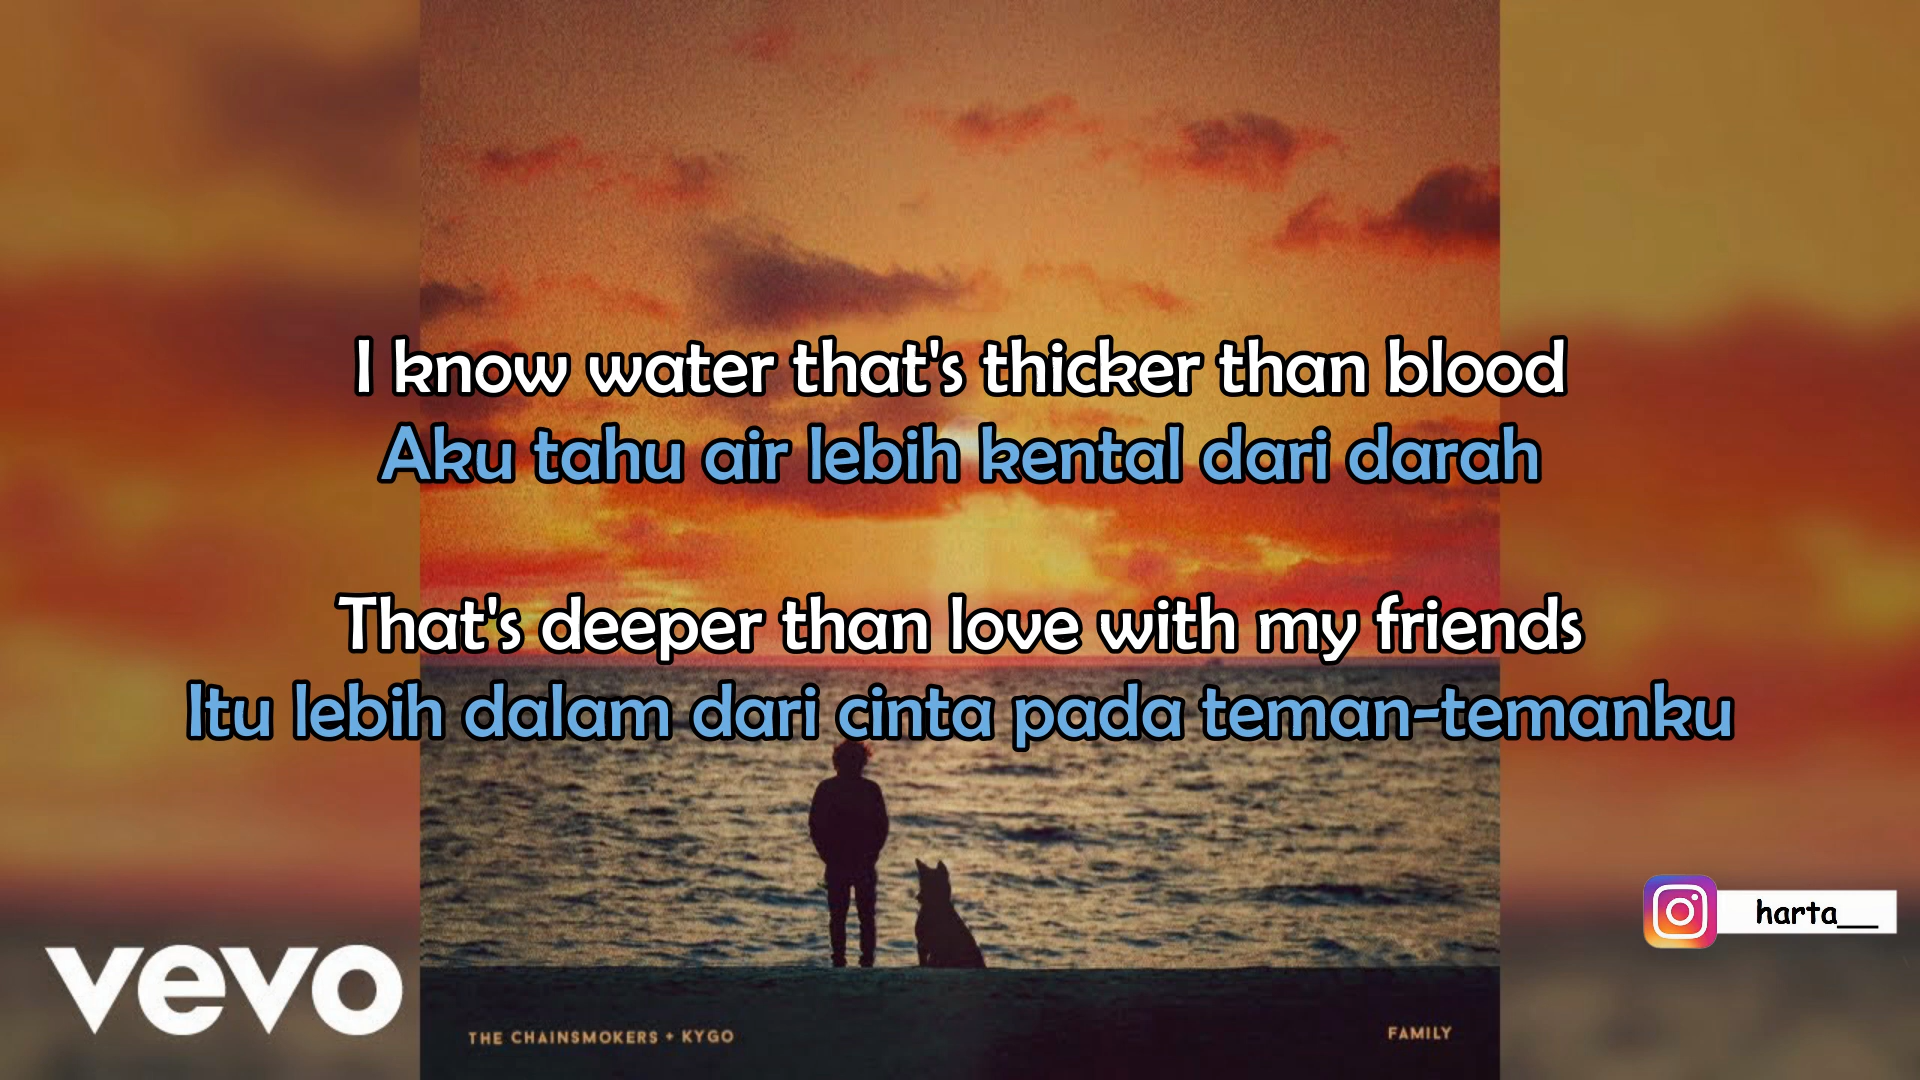 I know water that's thicker than blood
Aku tahu air lebih kental dari darah
That's deeper than love with my friends
Itu lebih dalam dari cinta pada teman-temanku
harta__
vevo
THE CHAINSMOKERS + KYGO
FAMILY